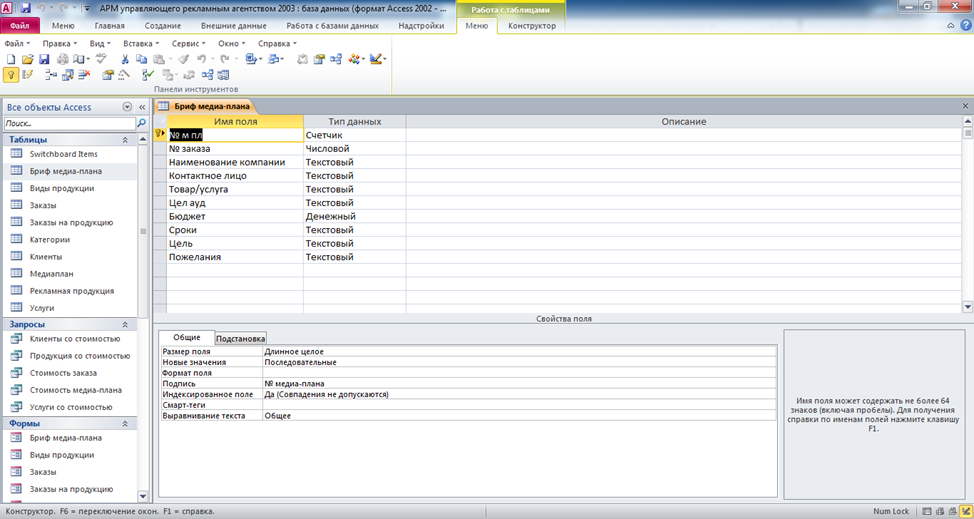 АРМ управляющего рекламным агентством 2003 : база данных (формат Access 2002 - ...
Работа с таблицами
Файл Меню Главная Создание Внешние данные Работа с базами данных Надстройки Меню Конструктор
Файл Правка Вид Вставка Сервис Окно Справка
Панели инструментов
Все объекты Access
Поиск...
Таблицы
Switchboard Items
Бриф медиа-плана
Виды продукции
Заказы
Заказы на продукцию
Категории
Клиенты
Медиаплан
Рекламная продукция
Услуги
Запросы
Клиенты со стоимостью
Продукция со стоимостью
Стоимость заказа
Стоимость медиа-плана
Услуги со стоимостью
Формы
Бриф медиа-плана
Виды продукции
Заказы
Заказы на продукцию
Бриф медиа-плана
Имя поля Тип данных Описание
№ м пл Счетчик
№ заказа Числовой
Наименование компании Текстовый
Контактное лицо Текстовый
Товар/услуга Текстовый
Цел ауд Текстовый
Бюджет Денежный
Сроки Текстовый
Цель Текстовый
Пожелания Текстовый
Свойства поля
Общие Подстановка
Размер поля Длинное целое
Новые значения Последовательные
Формат поля
Подпись № медиа-плана
Индексированное поле Да (Совпадения не допускаются)
Смарт-теги
Выравнивание текста Общее
Имя поля может содержать не более 64
знаков (включая пробелы). Для получения
справки по именам полей нажмите клавишу
F1.
Конструктор. F6 = переключение окон. F1 = справка.
Num Lock